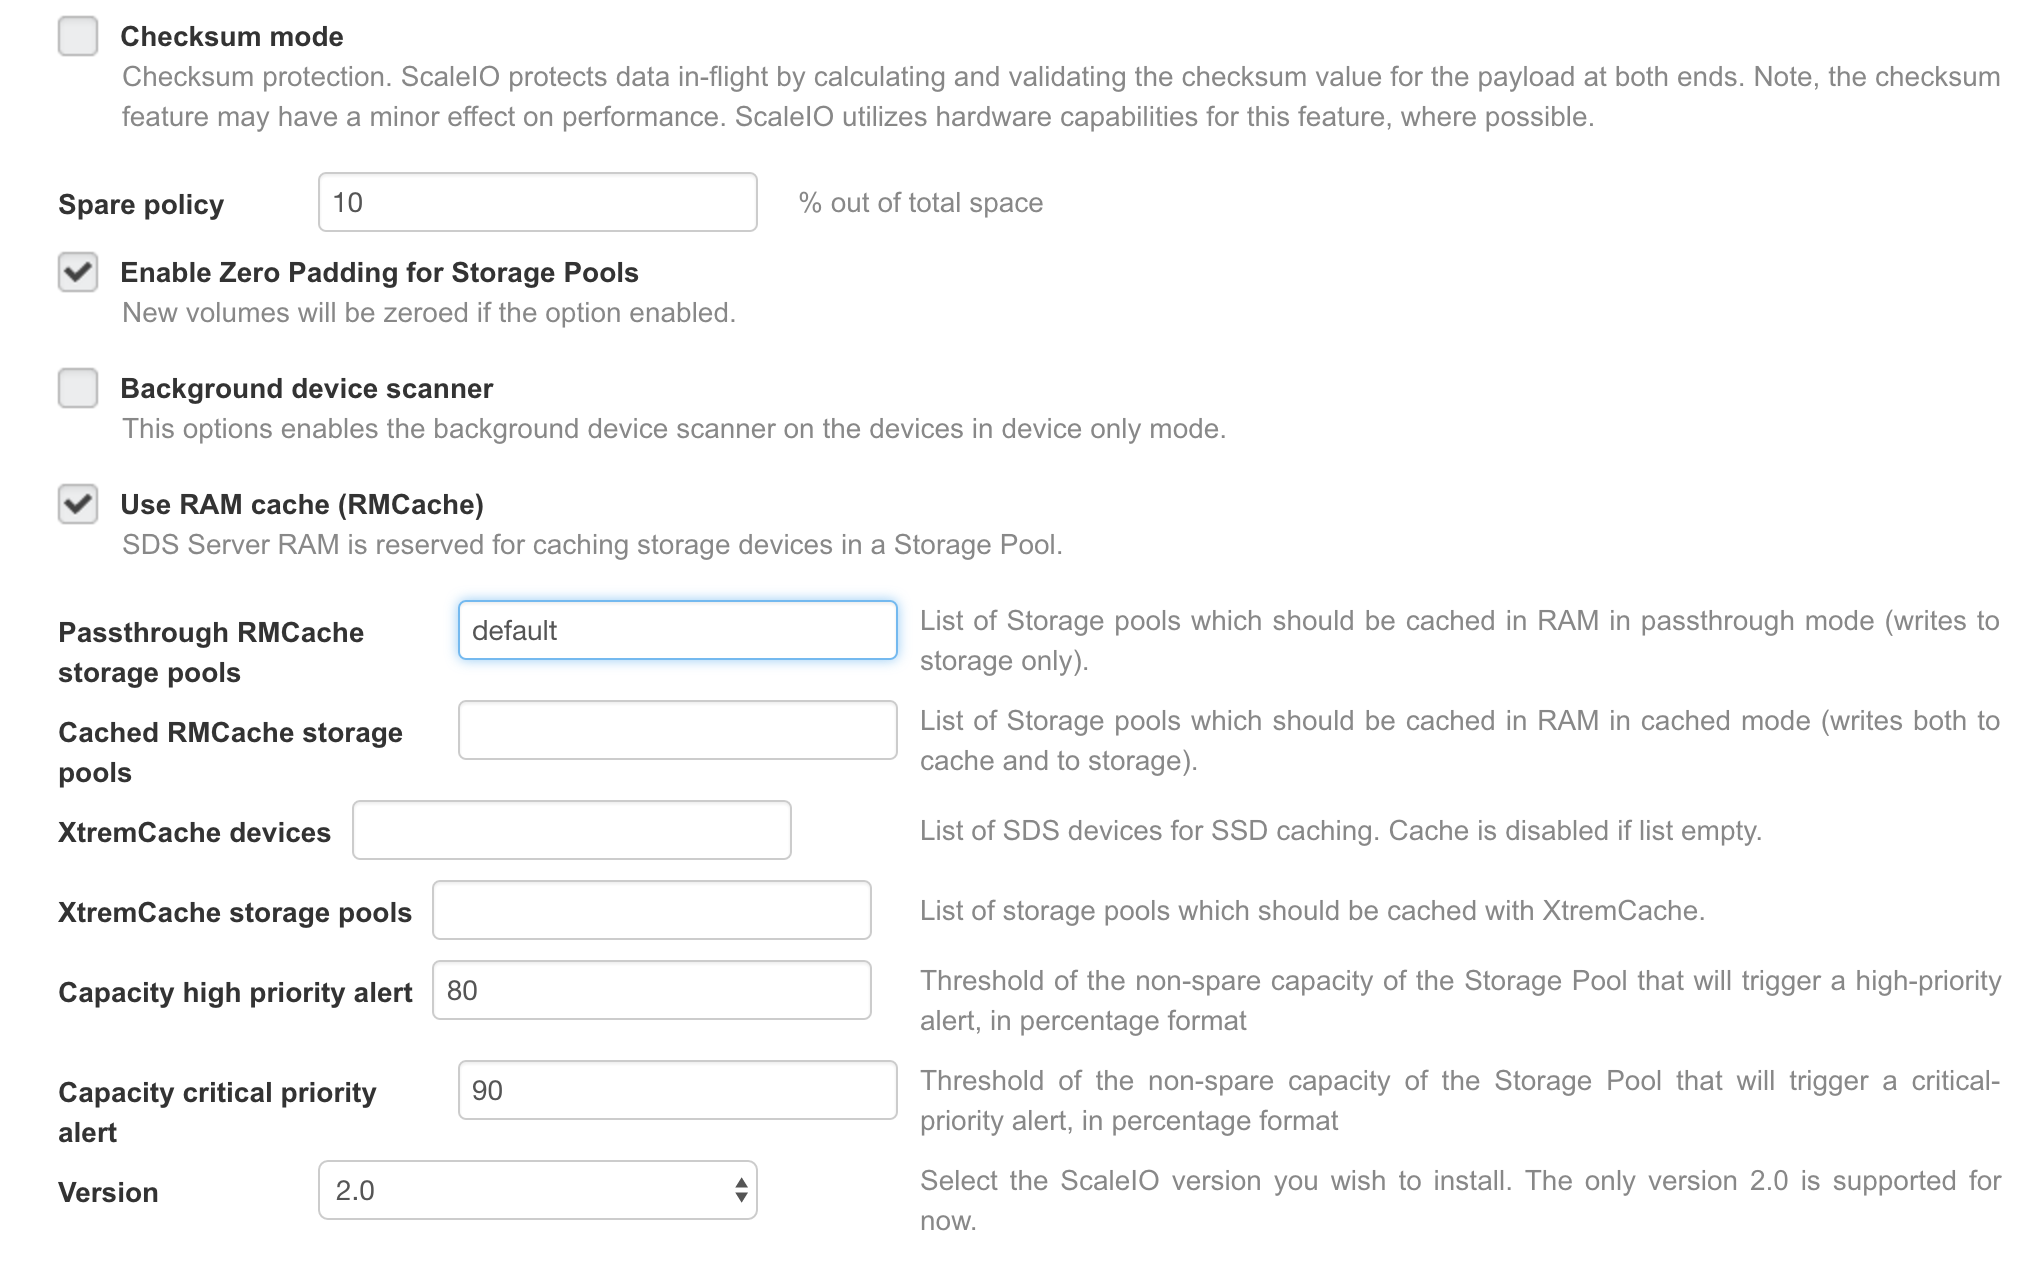 Checksum mode
Checksum protection. ScaleIO protects data in-flight by calculating and validating the checksum value for the payload at both ends. Note, the checksum
feature may have a minor effect on performance. ScaleIO utilizes hardware capabilities for this feature, where possible.
Spare policy 10 % out of total space
Enable Zero Padding for Storage Pools
New volumes will be zeroed if the option enabled.
Background device scanner
This options enables the background device scanner on the devices in device only mode.
Use RAM cache (RMCache)
SDS Server RAM is reserved for caching storage devices in a Storage Pool.
Passthrough RMCache
storage pools
default
List of Storage pools which should be cached in RAM in passthrough mode (writes to
storage only).
Cached RMCache storage
pools
List of Storage pools which should be cached in RAM in cached mode (writes both to
cache and to storage).
XtremCache devices
List of SDS devices for SSD caching. Cache is disabled if list empty.
XtremCache storage pools
List of storage pools which should be cached with XtremCache.
Capacity high priority alert
80
Threshold of the non-spare capacity of the Storage Pool that will trigger a high-priority
alert, in percentage format
Capacity critical priority
alert
90
Threshold of the non-spare capacity of the Storage Pool that will trigger a critical-
priority alert, in percentage format
Version
2.0
Select the ScaleIO version you wish to install. The only version 2.0 is supported for
now.